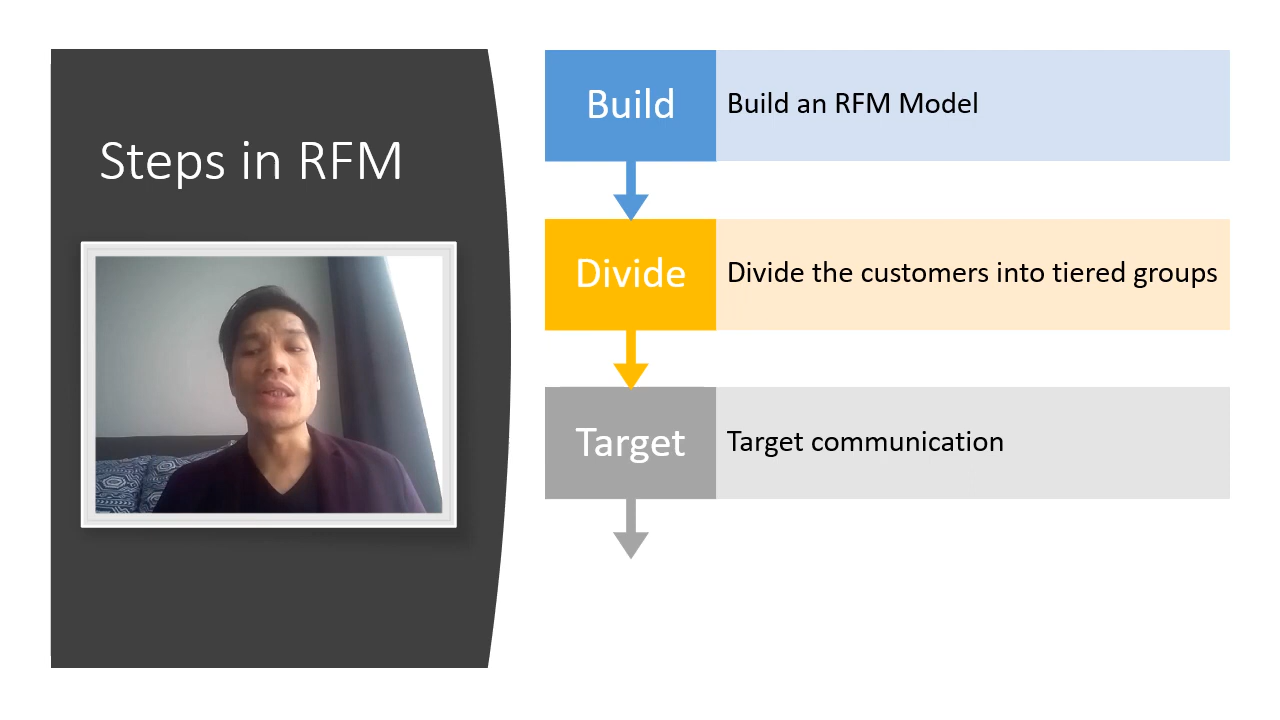 Steps in RFM
Build
Build an RFM Model
Divide
Divide the customers into tiered groups
Target
Target communication